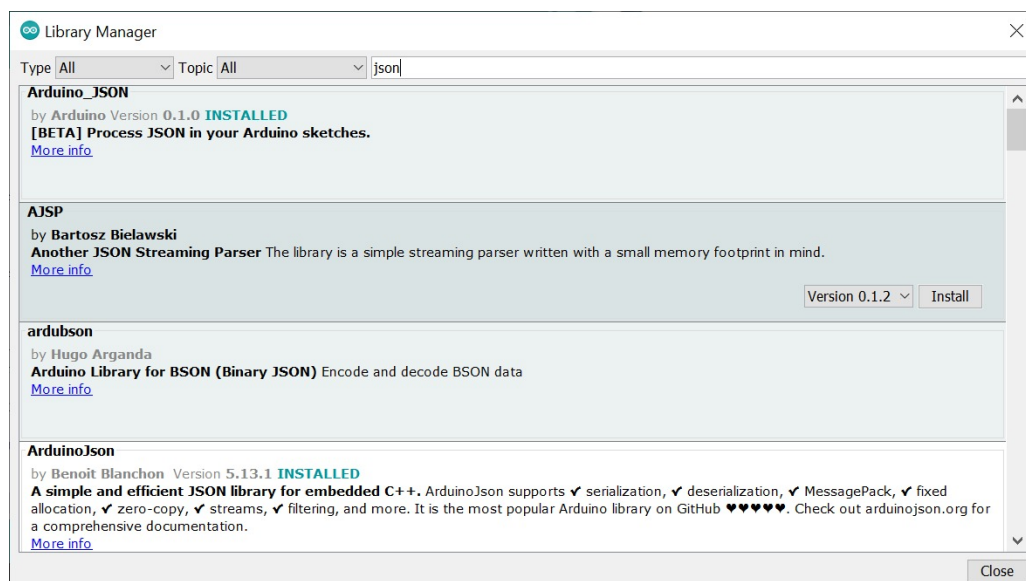 Library Manager
Type All Topic All json
Arduino_JSON
by Arduino Version 0.1.0 INSTALLED
[BETA] Process JSON in your Arduino sketches.
More info
AJSP
by Bartosz Bielawski
Another JSON Streaming Parser The library is a simple streaming parser written with a small memory footprint in mind.
More info
Version 0.1.2 Install
ardubson
by Hugo Arganda
Arduino Library for BSON (Binary JSON) Encode and decode BSON data
More info
ArduinoJson
by Benoit Blanchon Version 5.13.1 INSTALLED
A simple and efficient JSON library for embedded C++. ArduinoJson supports ✔ serialization, ✔ deserialization, ✔ MessagePack, ✔ fixed
allocation, ✔ zero-copy, ✔ streams, ✔ filtering, and more. It is the most popular Arduino library on GitHub ♥♥♥♥♥. Check out arduinojson.org for
a comprehensive documentation.
More info
Close